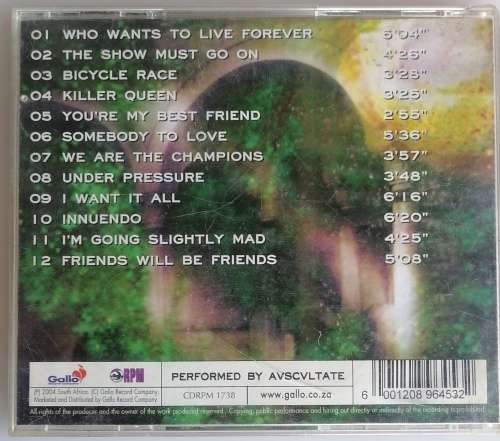 01 WHO WANTS TO LIVE FOREVER 5'04"
02 THE SHOW MUST GO ON 4'26"
03 BICYCLE RACE 3'28"
04 KILLER QUEEN 3'25"
05 YOU'RE MY BEST FRIEND 2'55"
06 SOMEBODY TO LOVE 5'36"
07 WE ARE THE CHAMPIONS 3'57"
08 UNDER PRESSURE 3'48"
09 I WANT IT ALL 6'16"
10 INNUENDO 6'20"
11 I'M GOING SLIGHTLY MAD 4'25"
12 FRIENDS WILL BE FRIENDS 5'08"
Gallo RPM PERFORMED BY AVSCVLTATE
(P) 2004 South Africa. (C) Gallo Record Company.
Marketed and Distributed by Gallo Record Company
CDRPM 1738 www.gallo.co.za 6 001208 964532
All rights of the producer and the owner of the work produced reserved. Copying, public performance and hiring out directly or indirectly of the recording is prohibited.